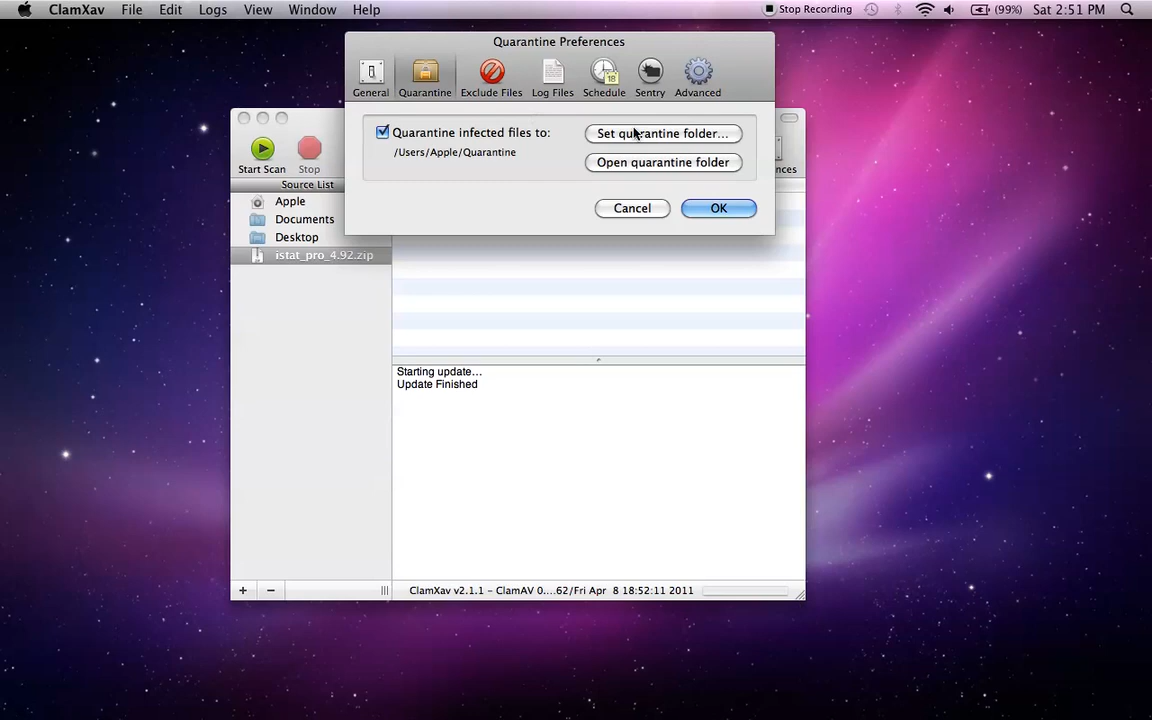 ClamXav File Edit Logs View Window Help Stop Recording (99%) Sat 2:51 PM
Quarantine Preferences
General Quarantine Exclude Files Log Files 18 Schedule Sentry Advanced
Quarantine infected files to: Set quarantine folder...
/Users/Apple/Quarantine Open quarantine folder
Cancel OK
Start Scan Stop nces
Source List
Apple
Documents
Desktop
istat_pro_4.92.zip
Starting update...
Update Finished
+ - ClamXav v2.1.1 – ClamAV 0....62/Fri Apr 8 18:52:11 2011